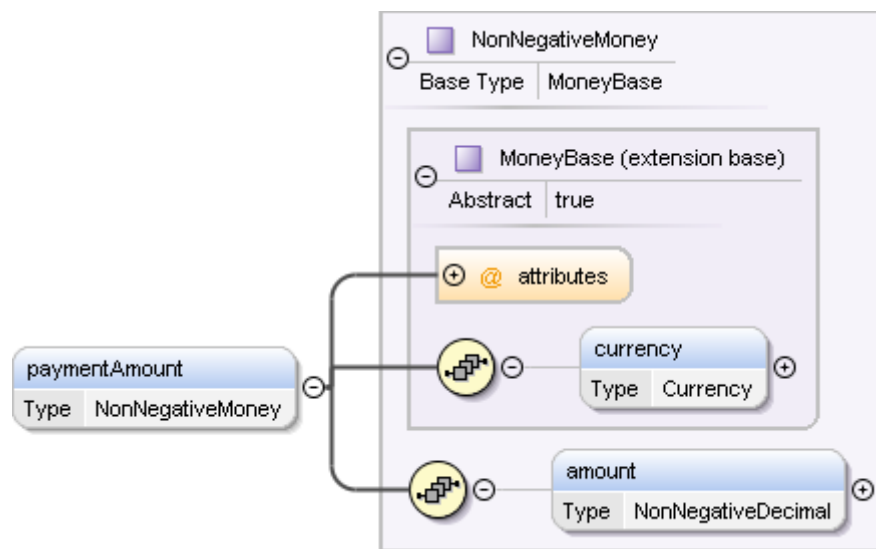 NonNegativeMoney
Base Type MoneyBase
MoneyBase (extension base)
Abstract true
@ attributes
currency
Type Currency
paymentAmount
Type NonNegativeMoney
amount
Type NonNegativeDecimal